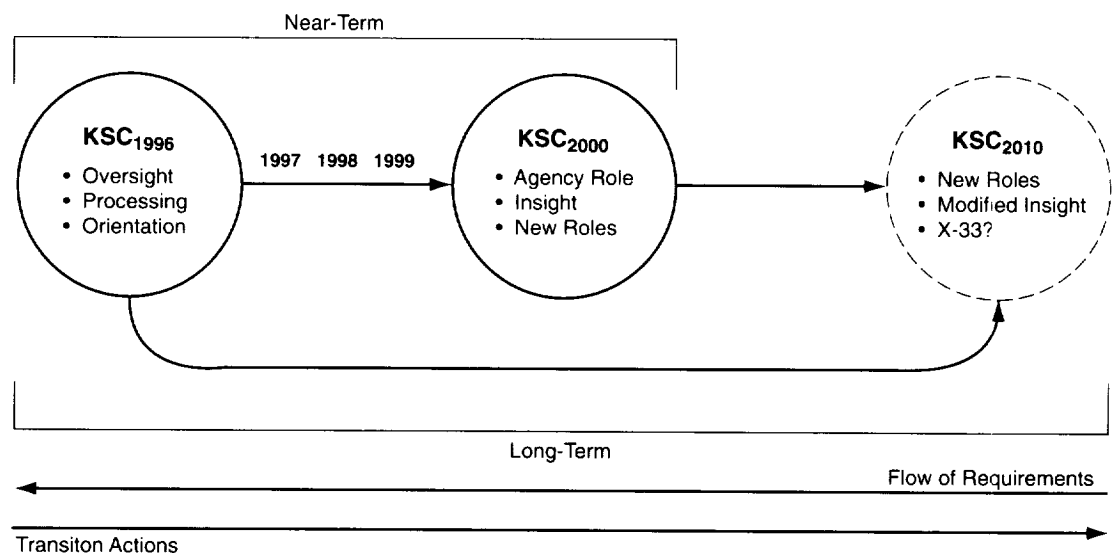 Near-Term
KSC1996
• Oversight
• Processing
• Orientation
1997 1998 1999
KSC2000
• Agency Role
• Insight
• New Roles
KSC2010
• New Roles
• Modified Insight
• X-33?
Long-Term
Flow of Requirements
Transiton Actions